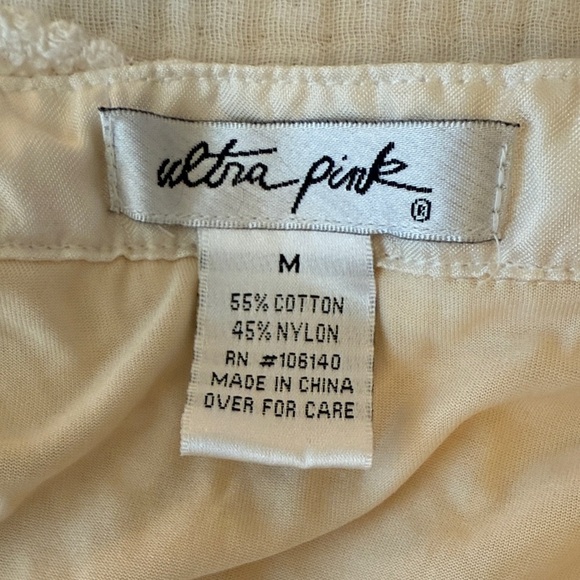 ultra pink ®
M
55% COTTON
45% NYLON
RN #106140
MADE IN CHINA
OVER FOR CARE